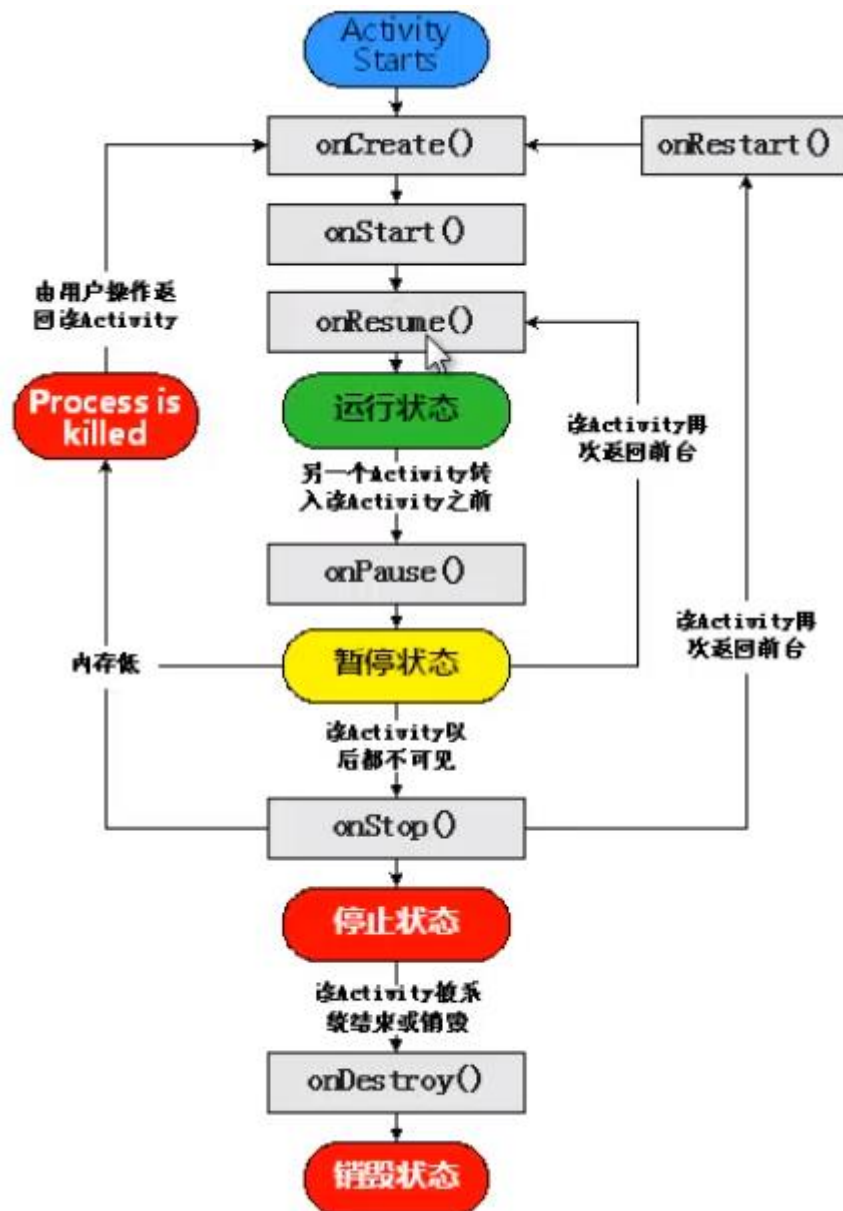 Activity
Starts
onCreate()
onRestart()
onStart()
由用户操作返
回该Activity
onResume()
Process is
killed
运行状态
该Activity再
次返回前台
另一个Activity转
入该Activity之前
onPause()
该Activity再
次返回前台
内存低
暂停状态
该Activity以
后都不可见
onStop()
停止状态
该Activity被系
统结束或销毁
onDestroy()
销毁状态